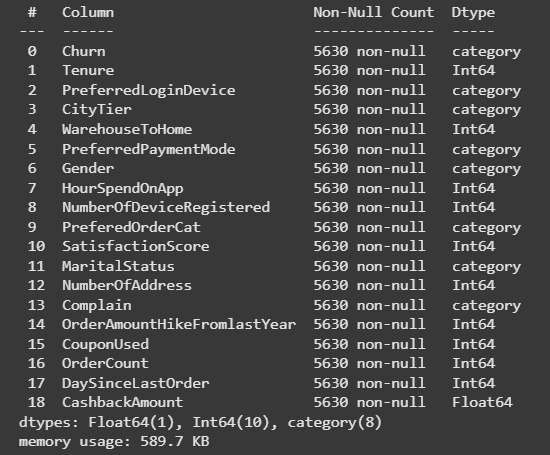 #   Column                       Non-Null Count  Dtype
---  ------                       --------------  -----
0   Churn                        5630 non-null   category
1   Tenure                       5630 non-null   Int64
2   PreferredLoginDevice         5630 non-null   category
3   CityTier                     5630 non-null   category
4   WarehouseToHome              5630 non-null   Int64
5   PreferredPaymentMode         5630 non-null   category
6   Gender                       5630 non-null   category
7   HourSpendOnApp               5630 non-null   Int64
8   NumberOfDeviceRegistered     5630 non-null   Int64
9   PreferedOrderCat             5630 non-null   category
10  SatisfactionScore            5630 non-null   Int64
11  MaritalStatus                5630 non-null   category
12  NumberOfAddress              5630 non-null   Int64
13  Complain                     5630 non-null   category
14  OrderAmountHikeFromlastYear  5630 non-null   Int64
15  CouponUsed                   5630 non-null   Int64
16  OrderCount                   5630 non-null   Int64
17  DaySinceLastOrder            5630 non-null   Int64
18  CashbackAmount               5630 non-null   Float64
dtypes: Float64(1), Int64(10), category(8)
memory usage: 589.7 KB